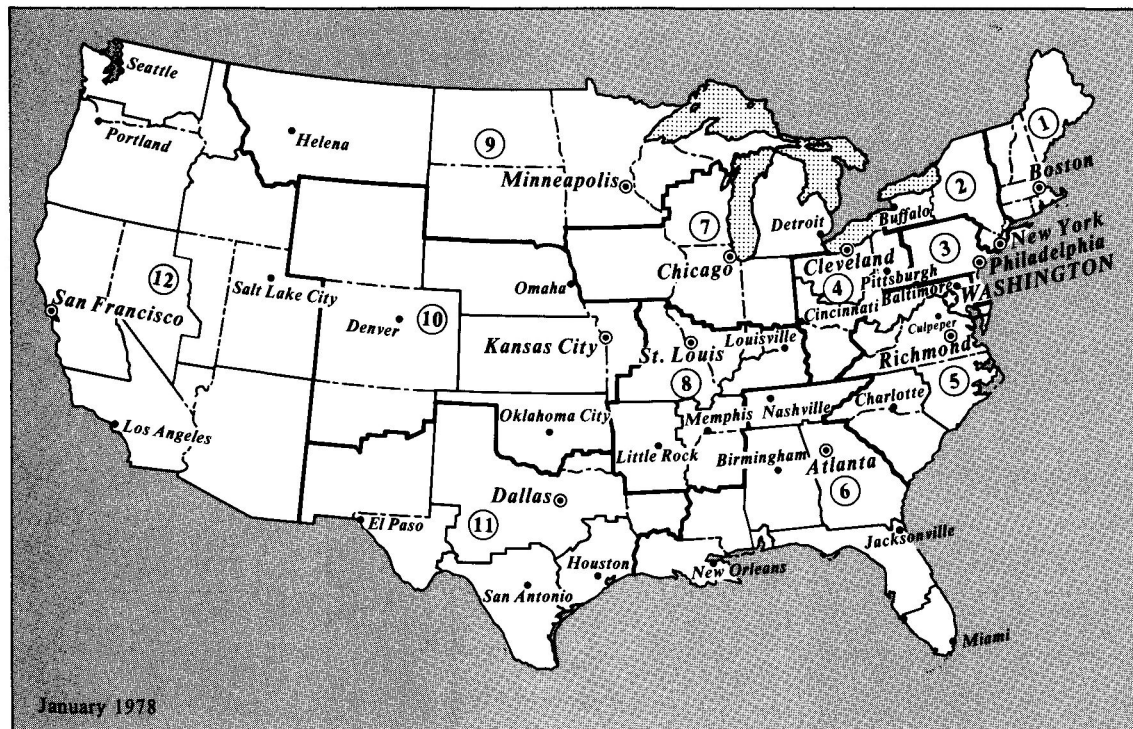 Seattle
Portland
Helena
9
Minneapolis
1
Boston
2
Buffalo
Detroit
7
Chicago
New York
3
Philadelphia
Cleveland
Pittsburgh
4
Baltimore
WASHINGTON
Cincinnati
12
San Francisco
Salt Lake City
Omaha
Denver
10
Kansas City
St. Louis
Louisville
Culpeper
Richmond
8
5
Los Angeles
Oklahoma City
Memphis
Nashville
Charlotte
Little Rock
Birmingham
Atlanta
6
Dallas
11
El Paso
Houston
San Antonio
New Orleans
Jacksonville
Miami
January 1978